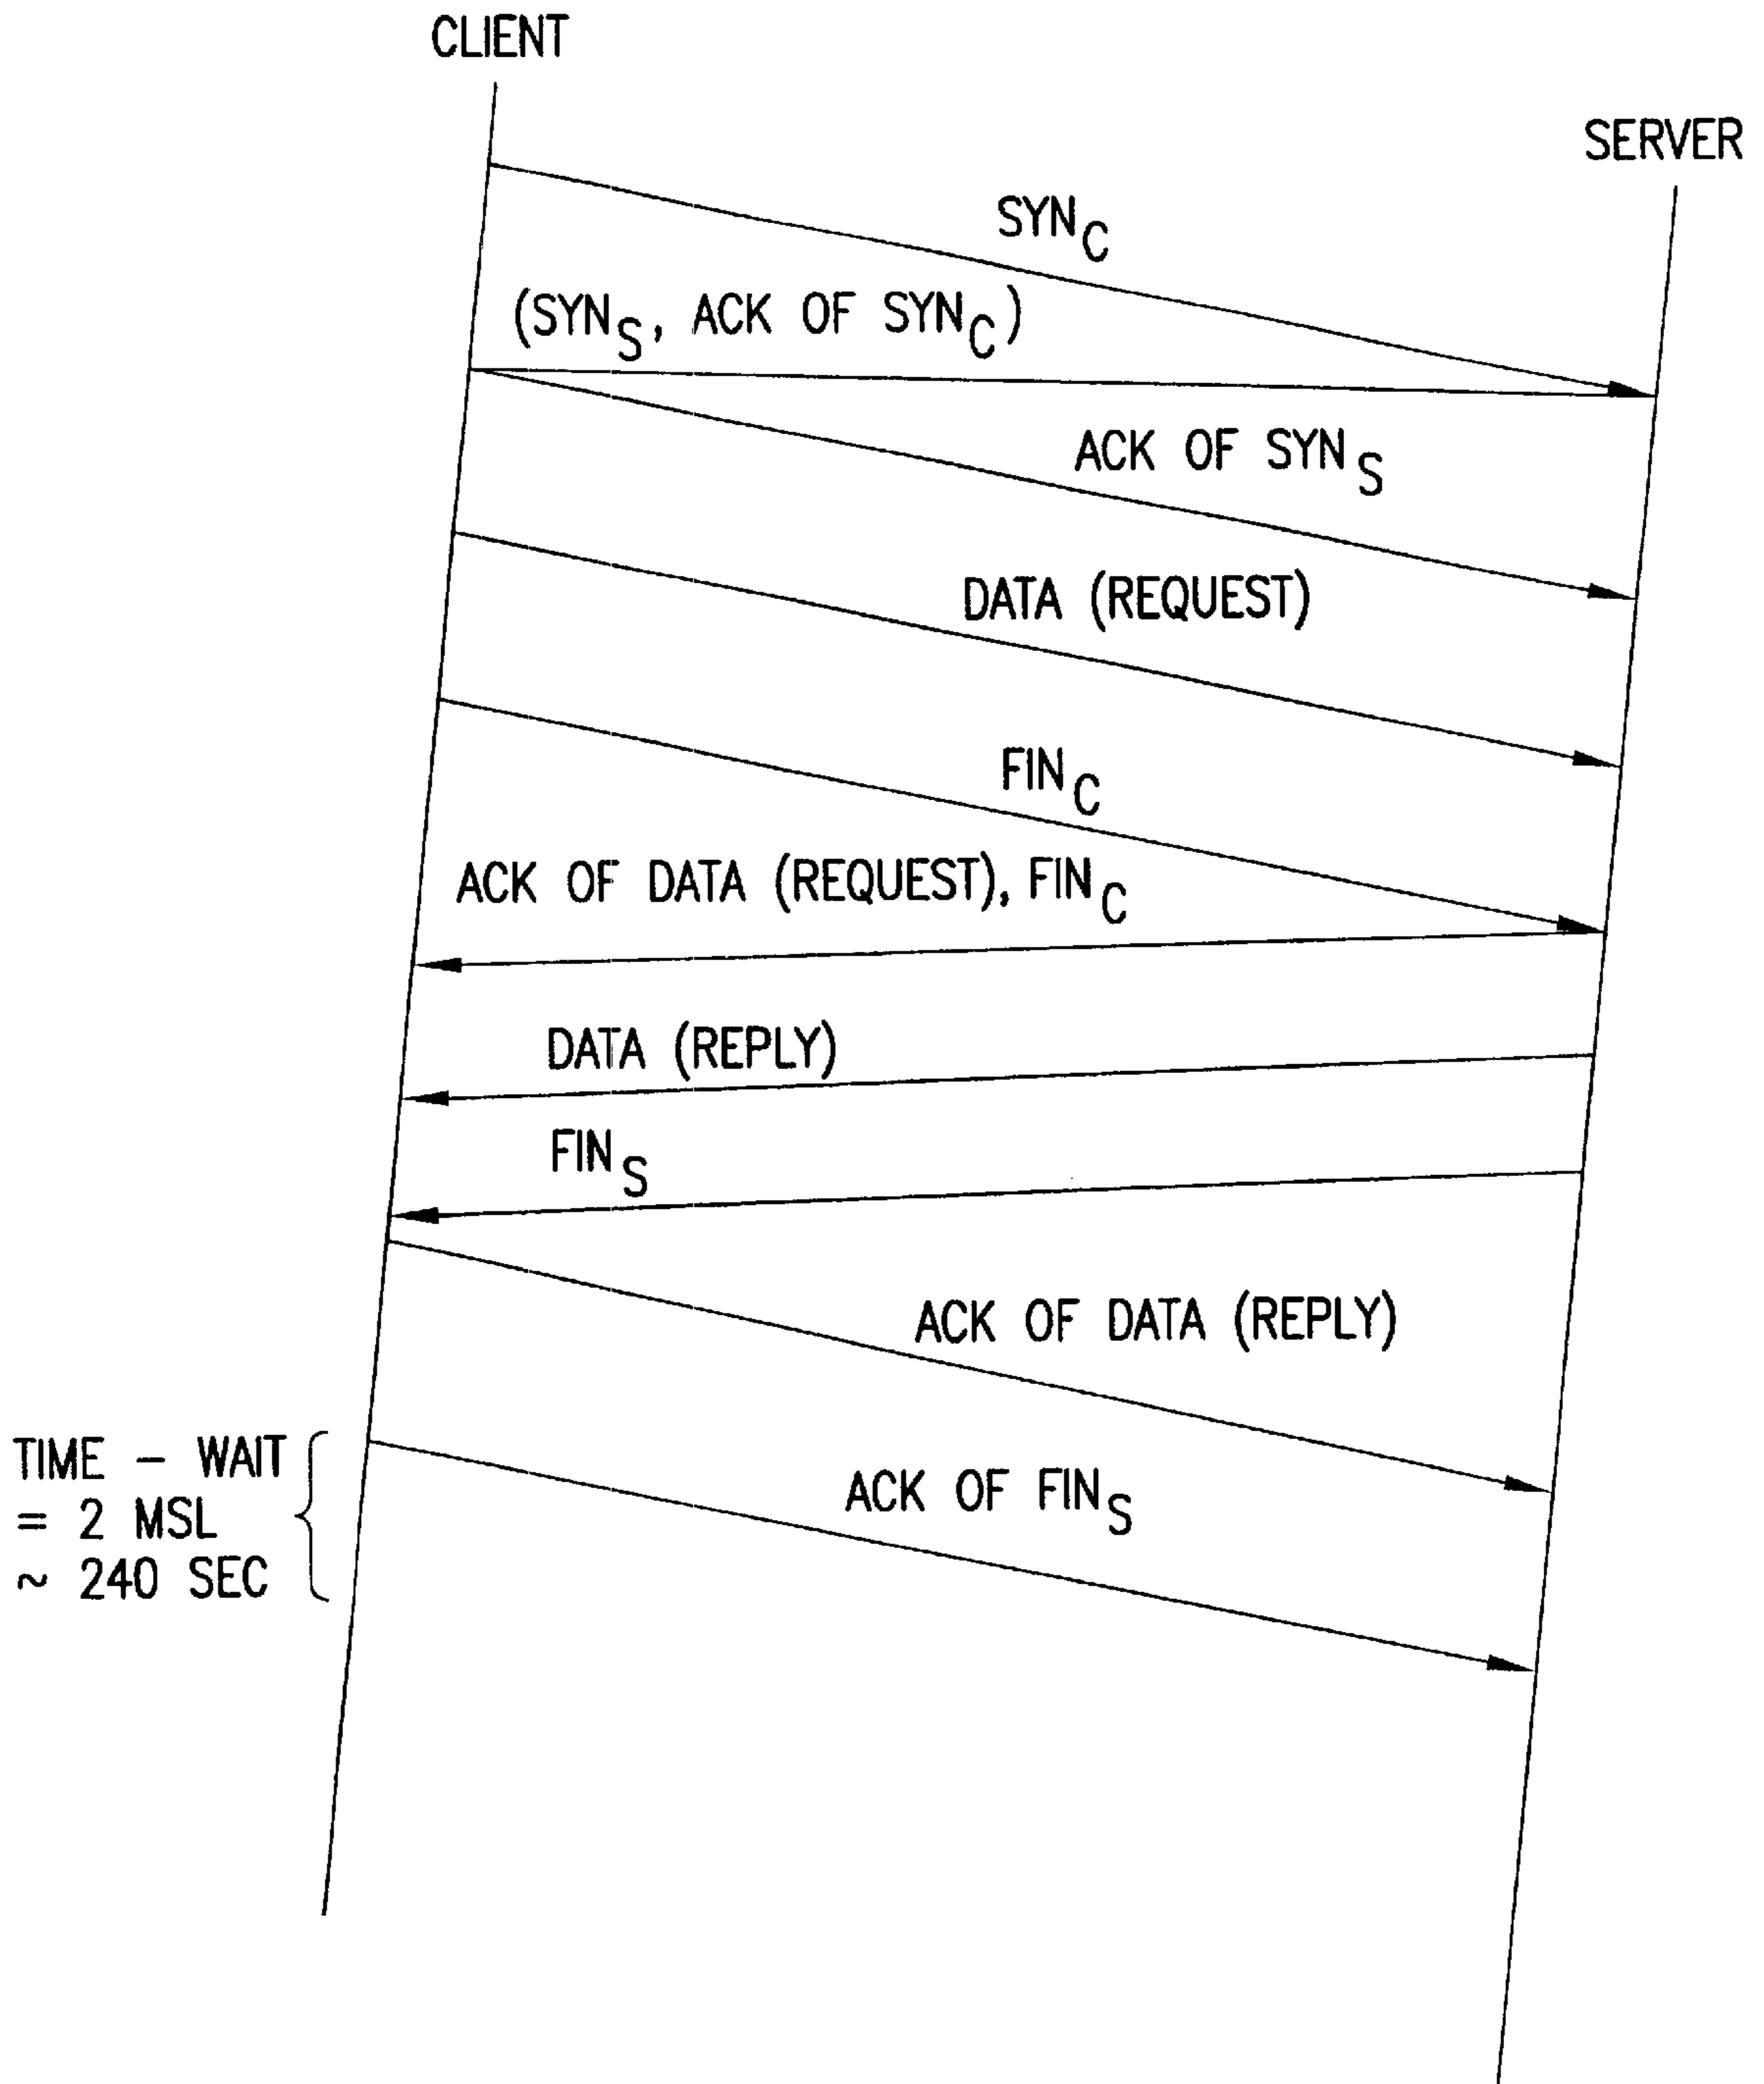 CLIENT
SERVER
SYNC
(SYNS, ACK OF SYNC)
ACK OF SYNS
DATA (REQUEST)
FINC
ACK OF DATA (REQUEST), FINC
DATA (REPLY)
FINS
ACK OF DATA (REPLY)
TIME - WAIT
= 2 MSL
~ 240 SEC
ACK OF FINS